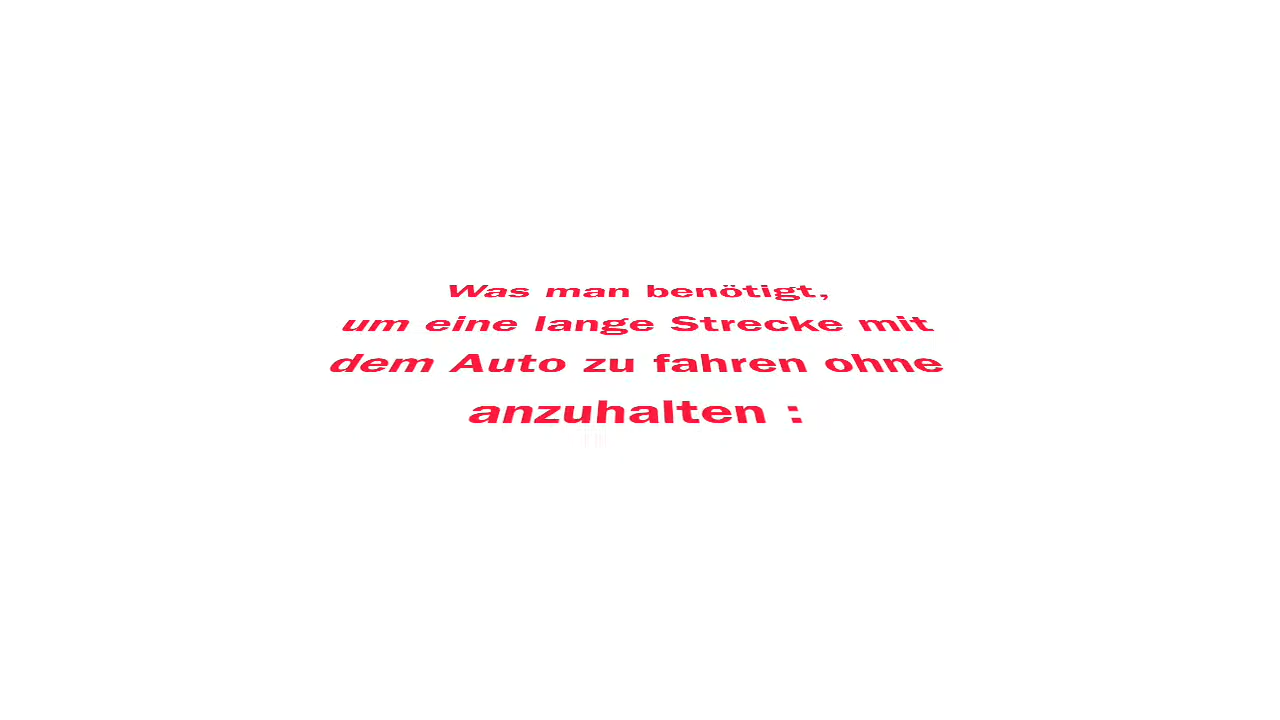 Was man benötigt,
um eine lange Strecke mit
dem Auto zu fahren ohne
anzuhalten :